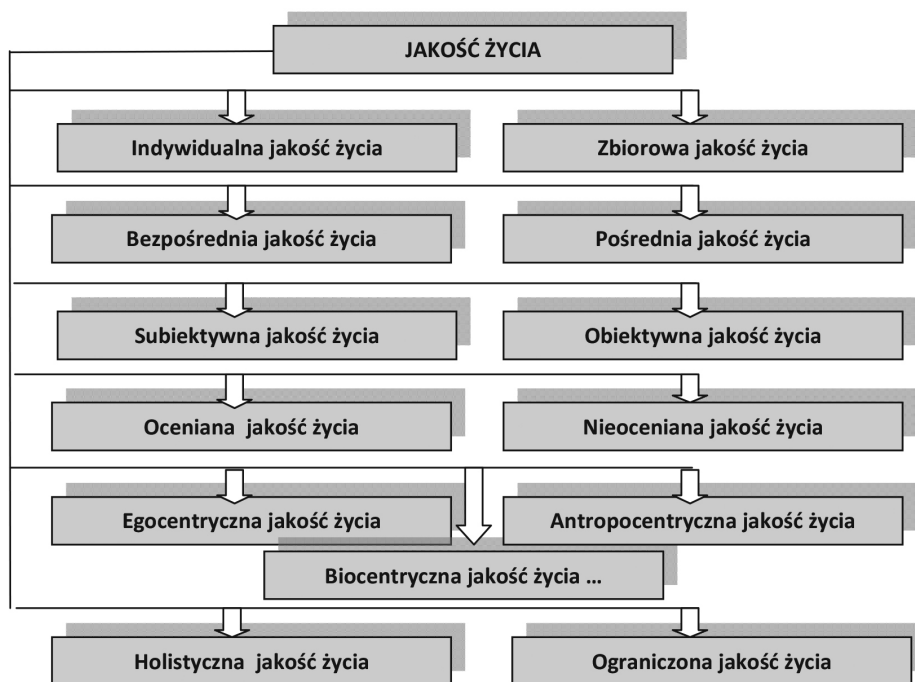 JAKOŚĆ ŻYCIA
Indywidualna jakość życia
Zbiorowa jakość życia
Bezpośrednia jakość życia
Pośrednia jakość życia
Subiektywna jakość życia
Obiektywna jakość życia
Oceniana jakość życia
Nieoceniana jakość życia
Egocentryczna jakość życia
Antropocentryczna jakość życia
Biocentryczna jakość życia ...
Holistyczna jakość życia
Ograniczona jakość życia